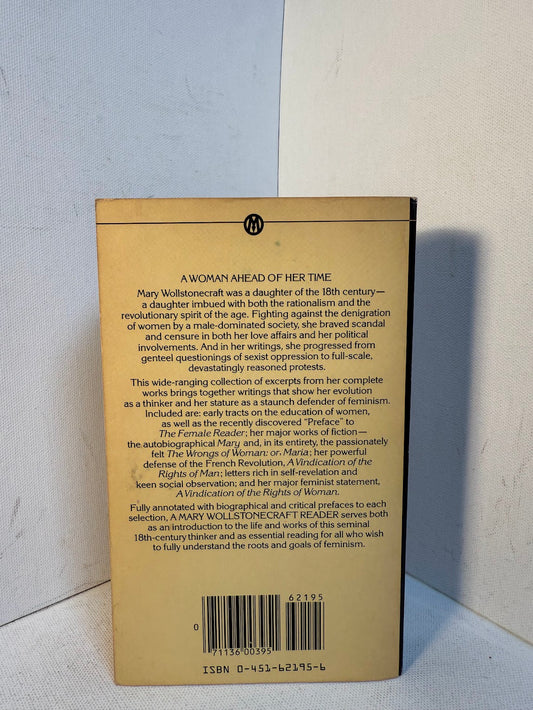 M
A WOMAN AHEAD OF HER TIME
Mary Wollstonecraft was a daughter of the 18th century—
a daughter imbued with both the rationalism and the
revolutionary spirit of the age. Fighting against the denigration
of women by a male-dominated society, she braved scandal
and censure in both her love affairs and her political
involvements. And in her writings, she progressed from
genteel questionings of sexist oppression to full-scale,
devastatingly reasoned protests.
This wide-ranging collection of excerpts from her complete
works brings together writings that show her evolution
as a thinker and her stature as a staunch defender of feminism.
Included are: early tracts on the education of women,
as well as the recently discovered "Preface" to
The Female Reader; her major works of fiction—
the autobiographical Mary and, in its entirety, the passionately
felt The Wrongs of Woman: or, Maria; her powerful
defense of the French Revolution, A Vindication of the
Rights of Man; letters rich in self-revelation and
keen social observation; and her major feminist statement,
A Vindication of the Rights of Woman.
Fully annotated with biographical and critical prefaces to each
selection, A MARY WOLLSTONECRAFT READER serves both
as an introduction to the life and works of this seminal
18th-century thinker and as essential reading for all who wish
to fully understand the roots and goals of feminism.
62195
0
71136 00395
ISBN 0-451-62195-6